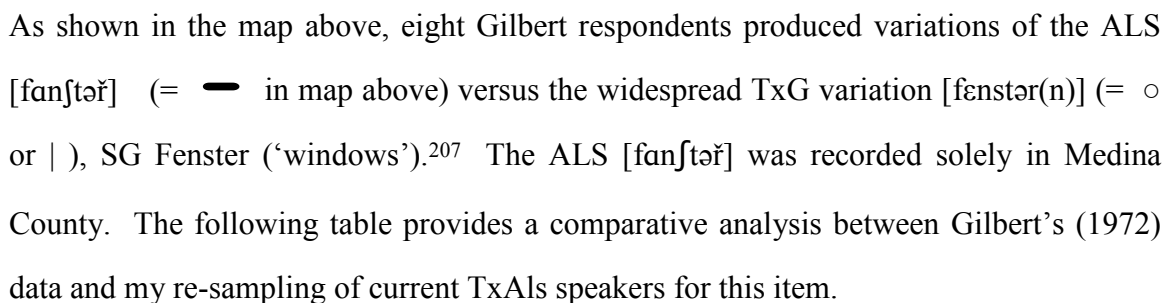 As shown in the map above, eight Gilbert respondents produced variations of the ALS
[fɑnʃtəř] (= ▬ in map above) versus the widespread TxG variation [fɛnstər(n)] (= ○
or | ), SG Fenster (‘windows’).207 The ALS [fɑnʃtəř] was recorded solely in Medina
County. The following table provides a comparative analysis between Gilbert’s (1972)
data and my re-sampling of current TxAls speakers for this item.